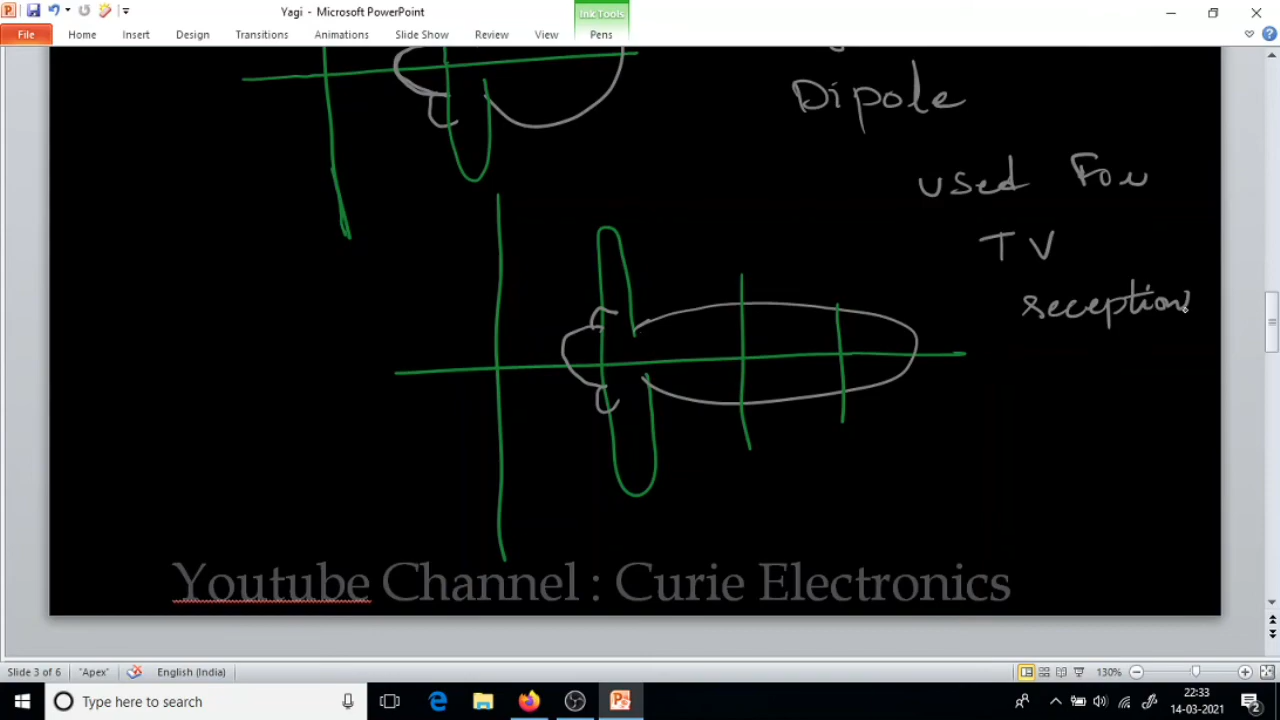 Yagi - Microsoft PowerPoint
Ink Tools
File Home Insert Design Transitions Animations Slide Show Review View Pens
Dipole
used For
TV
reception
Youtube Channel : Curie Electronics
Slide 3 of 6 "Apex" English (India) 130%
Type here to search
22:33
14-03-2021
2